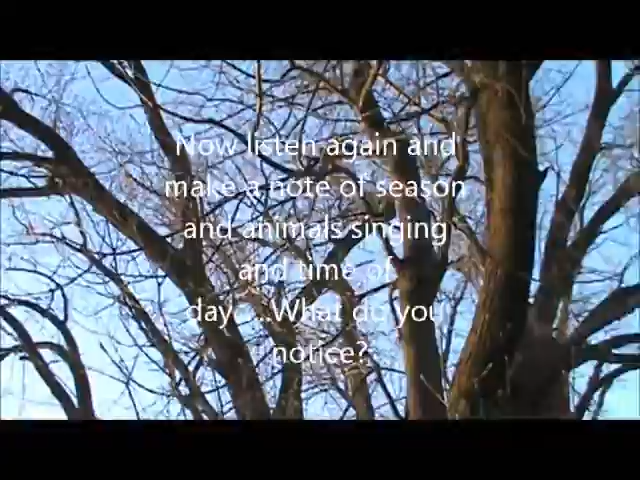 Now listen again and
make a note of season
and animals singing
and time of
day....What do you
notice?